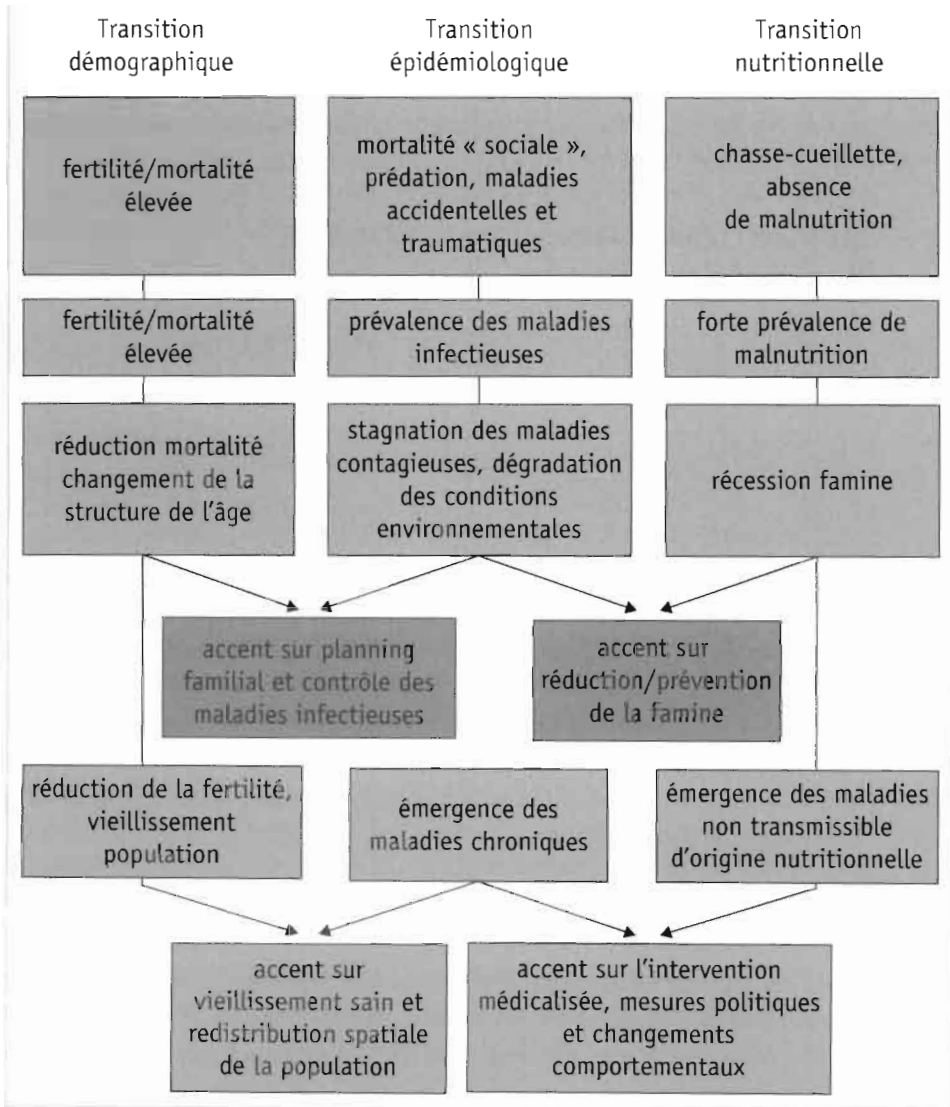 Transition
démographique
Transition
épidémiologique
Transition
nutritionnelle
fertilité/mortalité
élevée
mortalité « sociale »,
prédation, maladies
accidentelles et
traumatiques
chasse-cueillette,
absence
de malnutrition
fertilité/mortalité
élevée
prévalence des maladies
infectieuses
forte prévalence de
malnutrition
réduction mortalité
changement de la
structure de l'âge
stagnation des maladies
contagieuses, dégradation
des conditions
environnementales
récession famine
accent sur planning
familial et contrôle des
maladies infectieuses
accent sur
réduction/prévention
de la famine
réduction de la fertilité,
vieillissement
population
émergence des
maladies chroniques
émergence des maladies
non transmissible
d'origine nutritionnelle
accent sur
vieillissement sain et
redistribution spatiale
de la population
accent sur l'intervention
médicalisée, mesures politiques
et changements
comportementaux